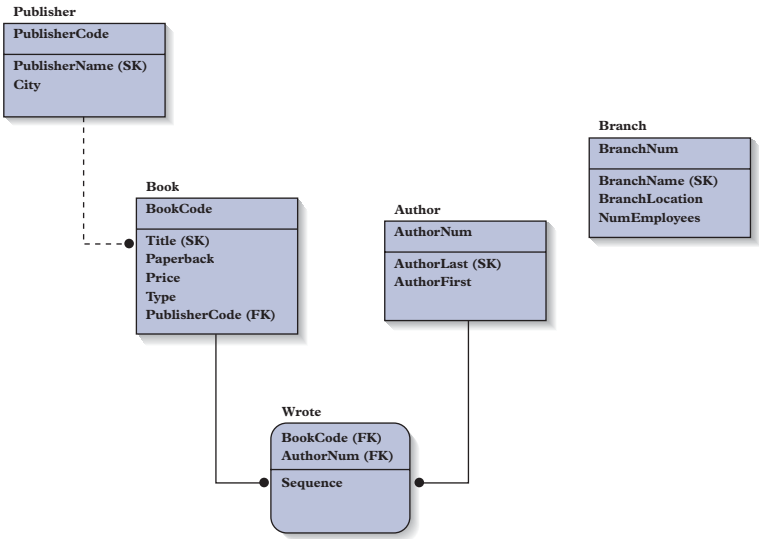 Publisher
PublisherCode
PublisherName (SK)
City
Branch
BranchNum
BranchName (SK)
BranchLocation
NumEmployees
Book
BookCode
Title (SK)
Paperback
Price
Type
PublisherCode (FK)
Author
AuthorNum
AuthorLast (SK)
AuthorFirst
Wrote
BookCode (FK)
AuthorNum (FK)
Sequence